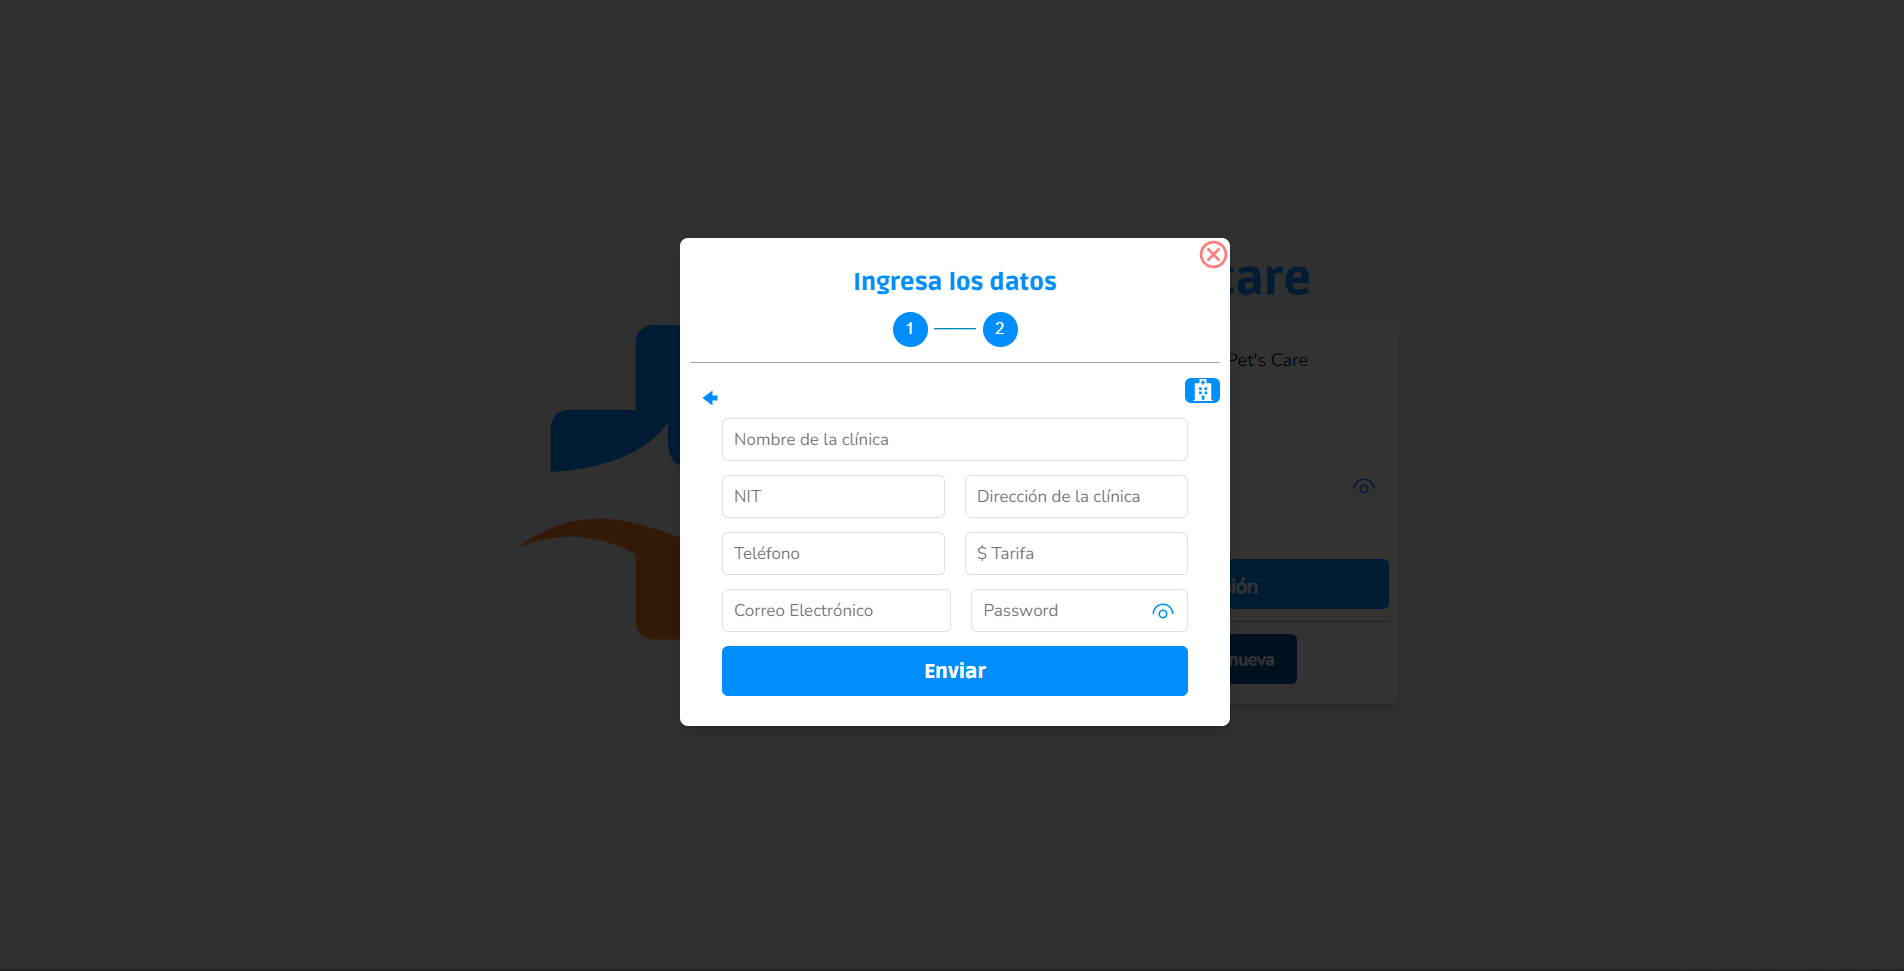 Ingresa los datos
1 2
Nombre de la clínica
NIT
Dirección de la clínica
Teléfono
$ Tarifa
Correo Electrónico
Password
Enviar
care
Pet's Care
ión
nueva